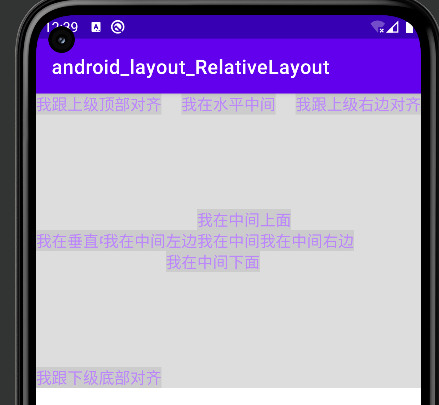 12:39
android_layout_RelativeLayout
我跟上级顶部对齐 我在水平中间 我跟上级右边对齐
我在中间上面
我在垂直 我在中间左边我在中间我在中间右边
我在中间下面
我跟下级底部对齐